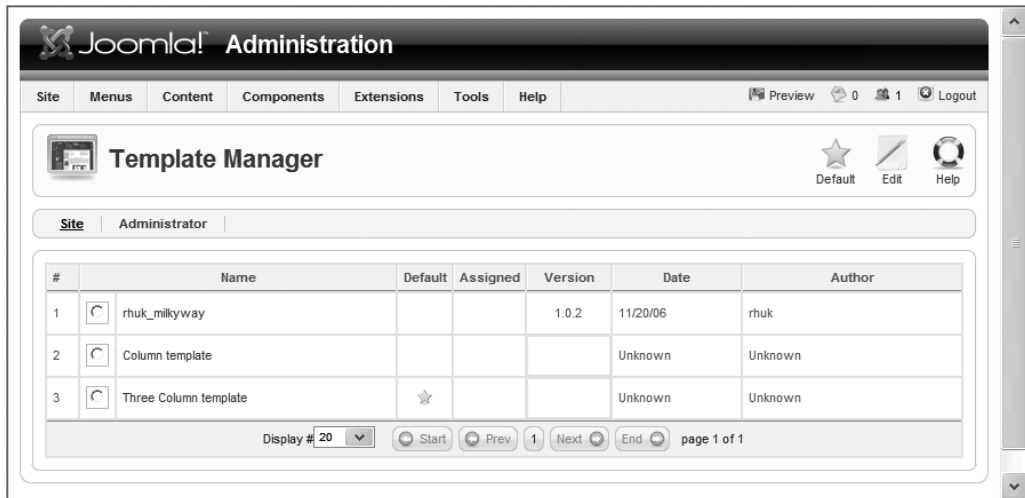 Joomla!™ Administration
Site Menus Content Components Extensions Tools Help Preview 0 1 Logout
Template Manager
Default Edit Help
Site Administrator
# Name Default Assigned Version Date Author
1 rhuk_milkyway 1.0.2 11/20/06 rhuk
2 Column template Unknown Unknown
3 Three Column template Unknown Unknown
Display # 20 Start Prev 1 Next End page 1 of 1